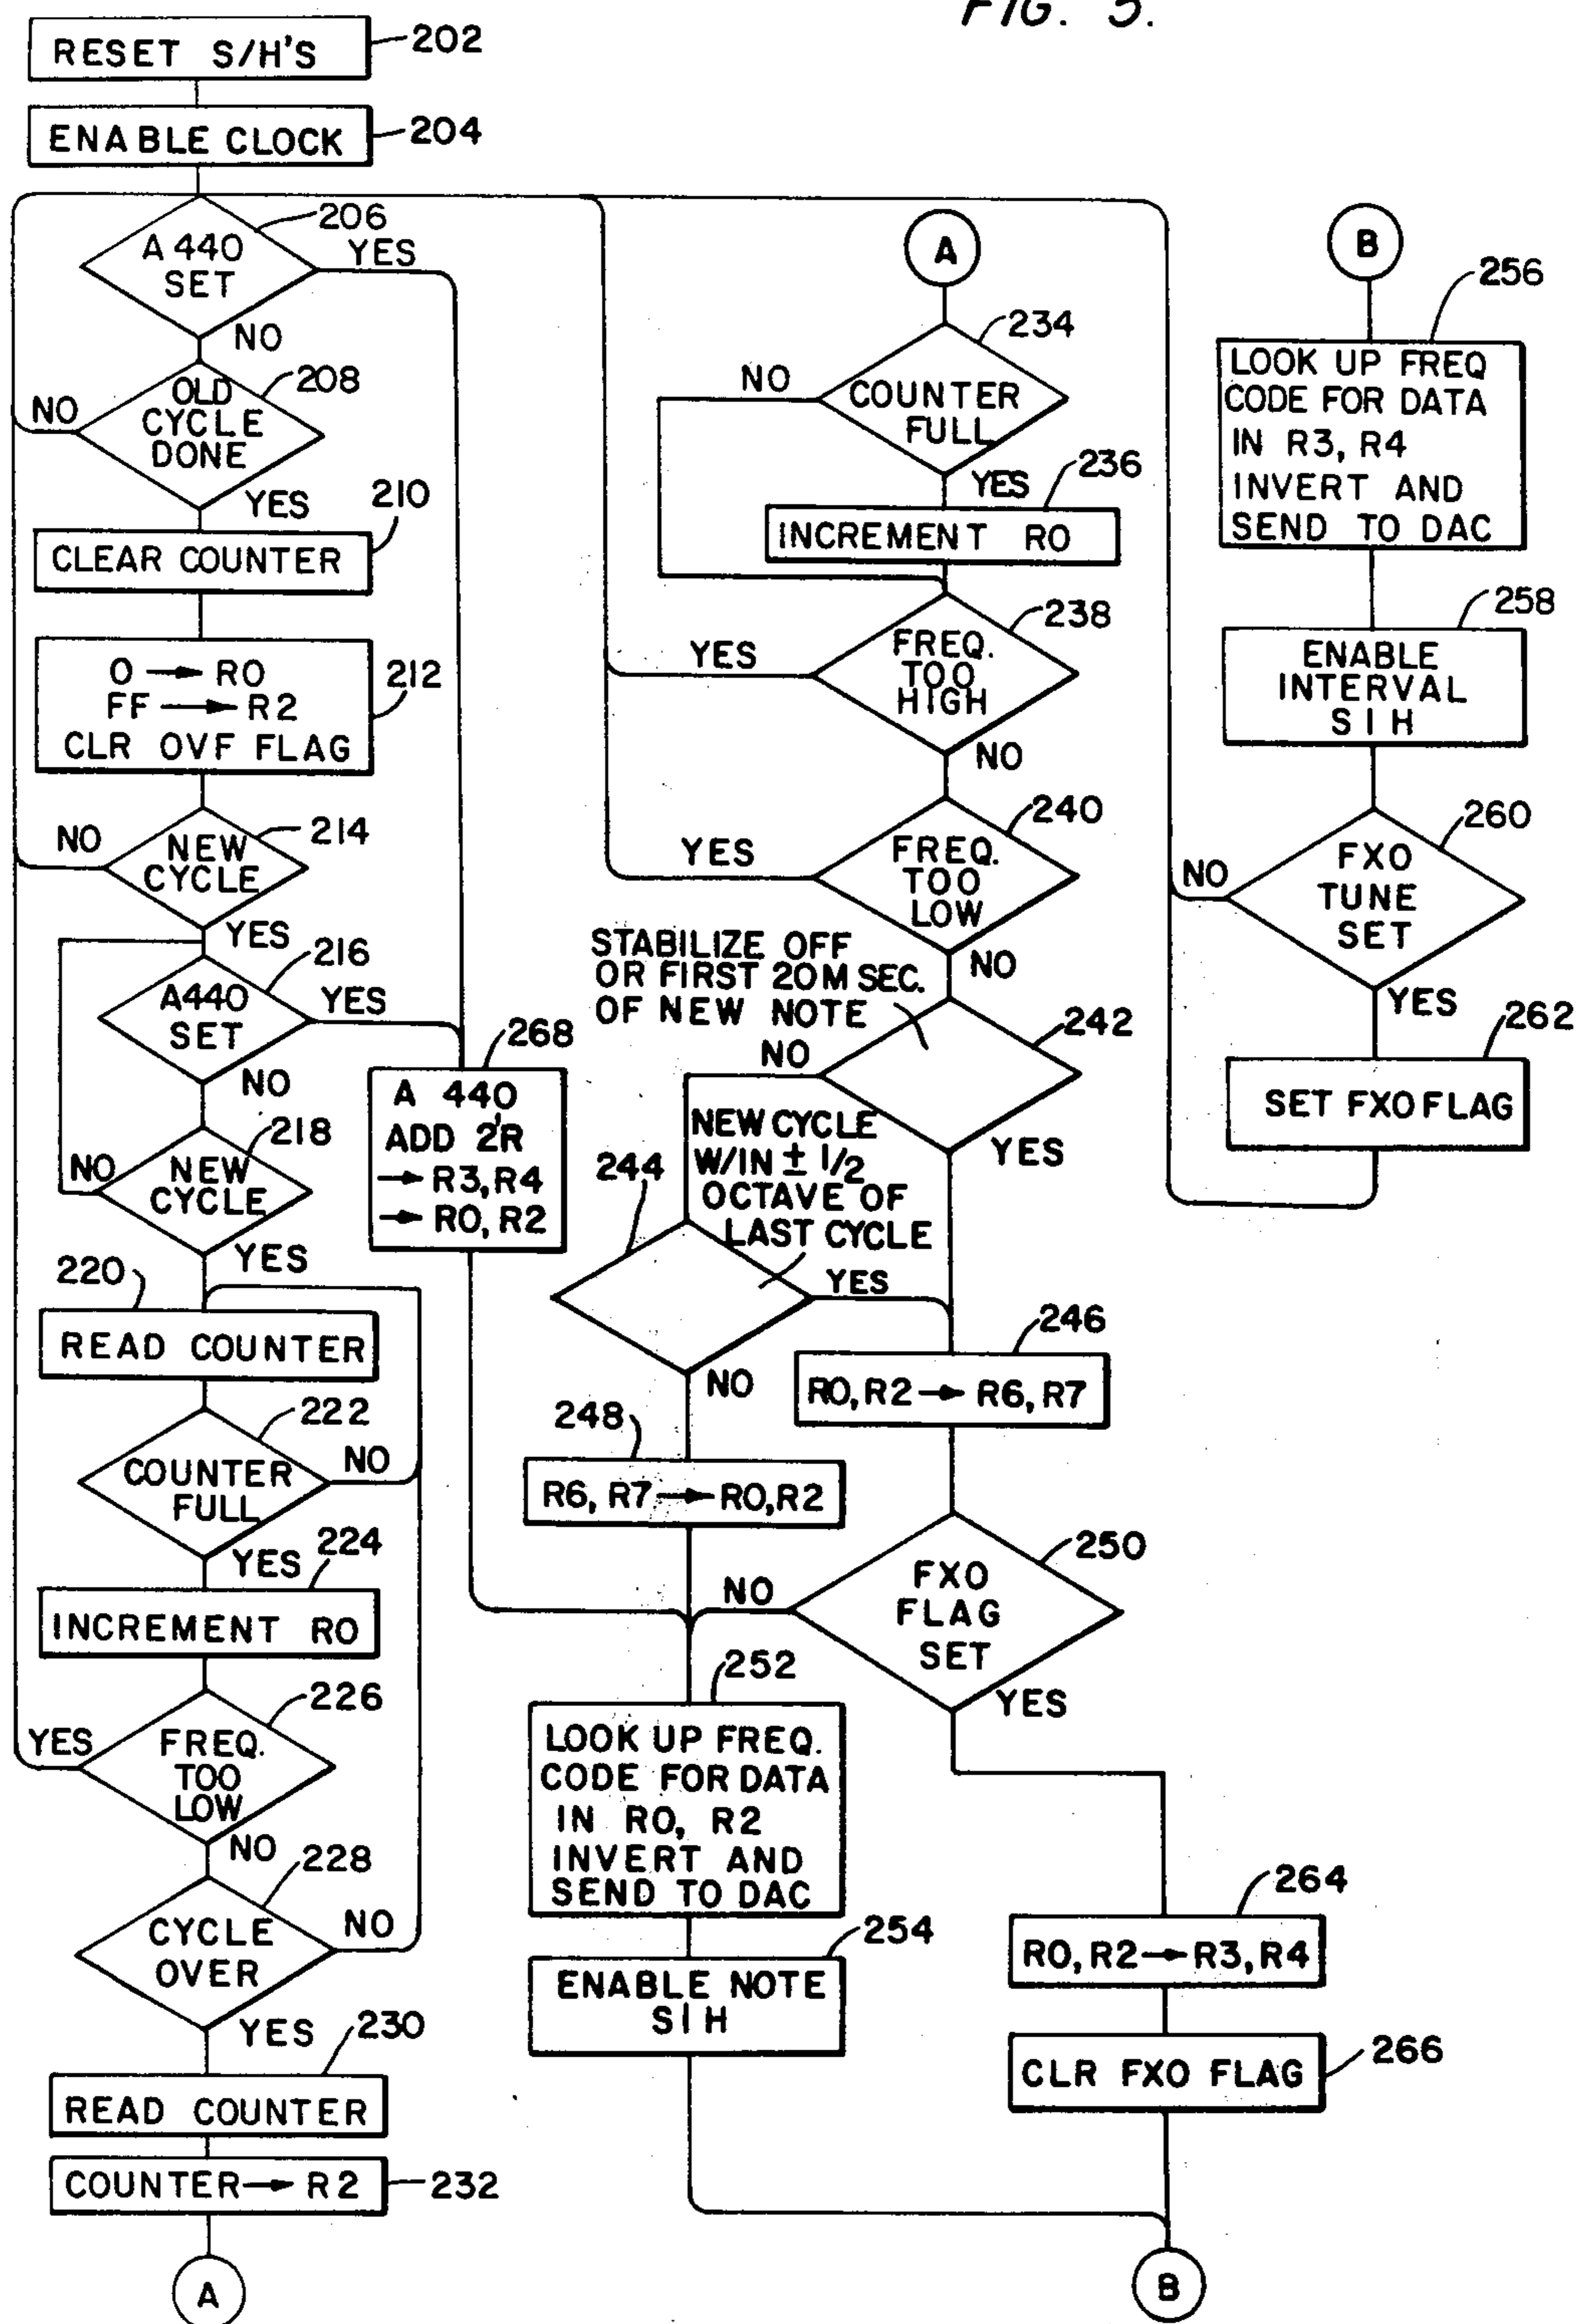 FIG. 5.
RESET S/H'S
202
ENABLE CLOCK
204
206
A 440
SET
YES
NO
208
OLD
CYCLE
DONE
NO
YES
210
CLEAR COUNTER
0 → R0
FF → R2
CLR OVF FLAG
212
214
NEW
CYCLE
NO
YES
216
A440
SET
YES
NO
218
NEW
CYCLE
NO
YES
220
READ COUNTER
222
COUNTER
FULL
NO
YES
224
INCREMENT R0
226
FREQ.
TOO
LOW
YES
NO
228
CYCLE
OVER
NO
YES
230
READ COUNTER
COUNTER → R2
232
A
268
A 440
ADD 2'R
→ R3, R4
→ R0, R2
A
234
COUNTER
FULL
NO
YES
236
INCREMENT R0
238
FREQ.
TOO
HIGH
YES
NO
240
FREQ.
TOO
LOW
YES
NO
STABILIZE OFF
OR FIRST 20 M SEC.
OF NEW NOTE
242
NO
YES
NEW CYCLE
W/IN ± 1/2
OCTAVE OF
LAST CYCLE
244
YES
NO
246
R0, R2 → R6, R7
248
R6, R7 → R0, R2
250
FXO
FLAG
SET
NO
YES
252
LOOK UP FREQ.
CODE FOR DATA
IN R0, R2
INVERT AND
SEND TO DAC
254
ENABLE NOTE
S I H
264
R0, R2 → R3, R4
CLR FXO FLAG
266
B
B
256
LOOK UP FREQ
CODE FOR DATA
IN R3, R4
INVERT AND
SEND TO DAC
258
ENABLE
INTERVAL
S I H
260
FXO
TUNE
SET
NO
YES
262
SET FXO FLAG